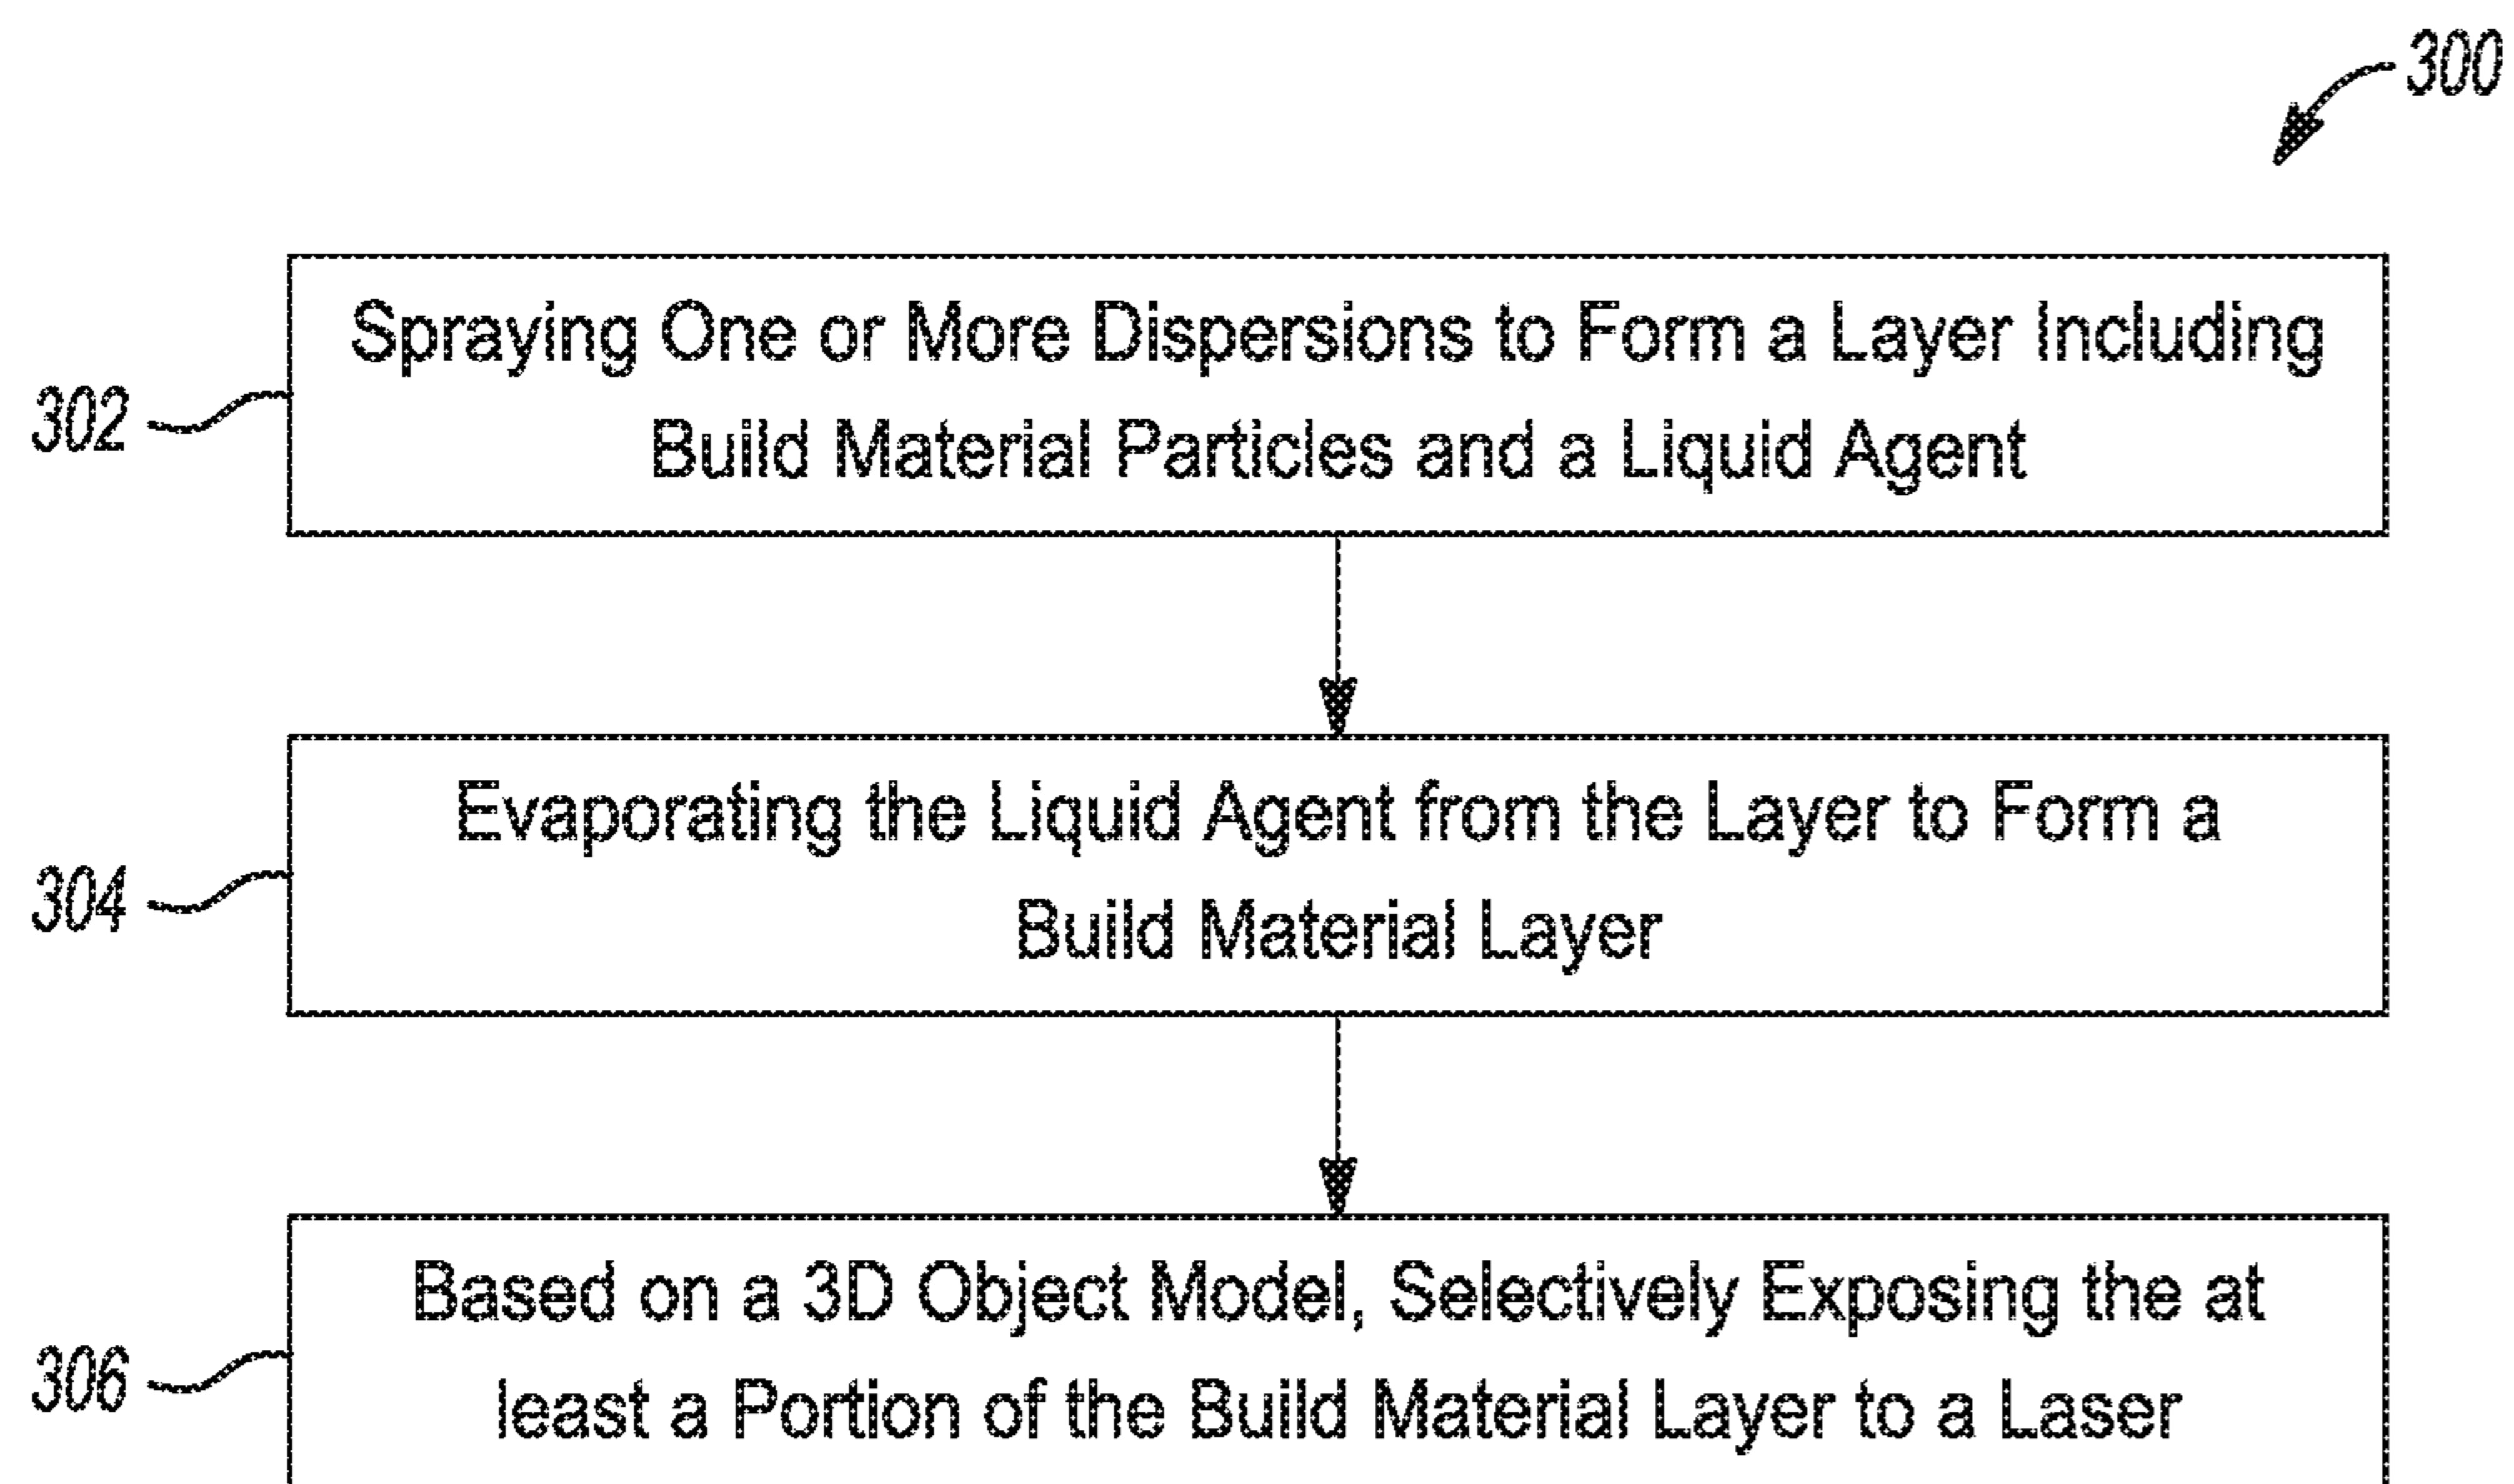 300
Spraying One or More Dispersions to Form a Layer Including
302
Build Material Particles and a Liquid Agent
Evaporating the Liquid Agent from the Layer to Form a
304
Build Material Layer
Based on a 3D Object Model, Selectively Exposing the at
306
least a Portion of the Build Material Layer to a Laser